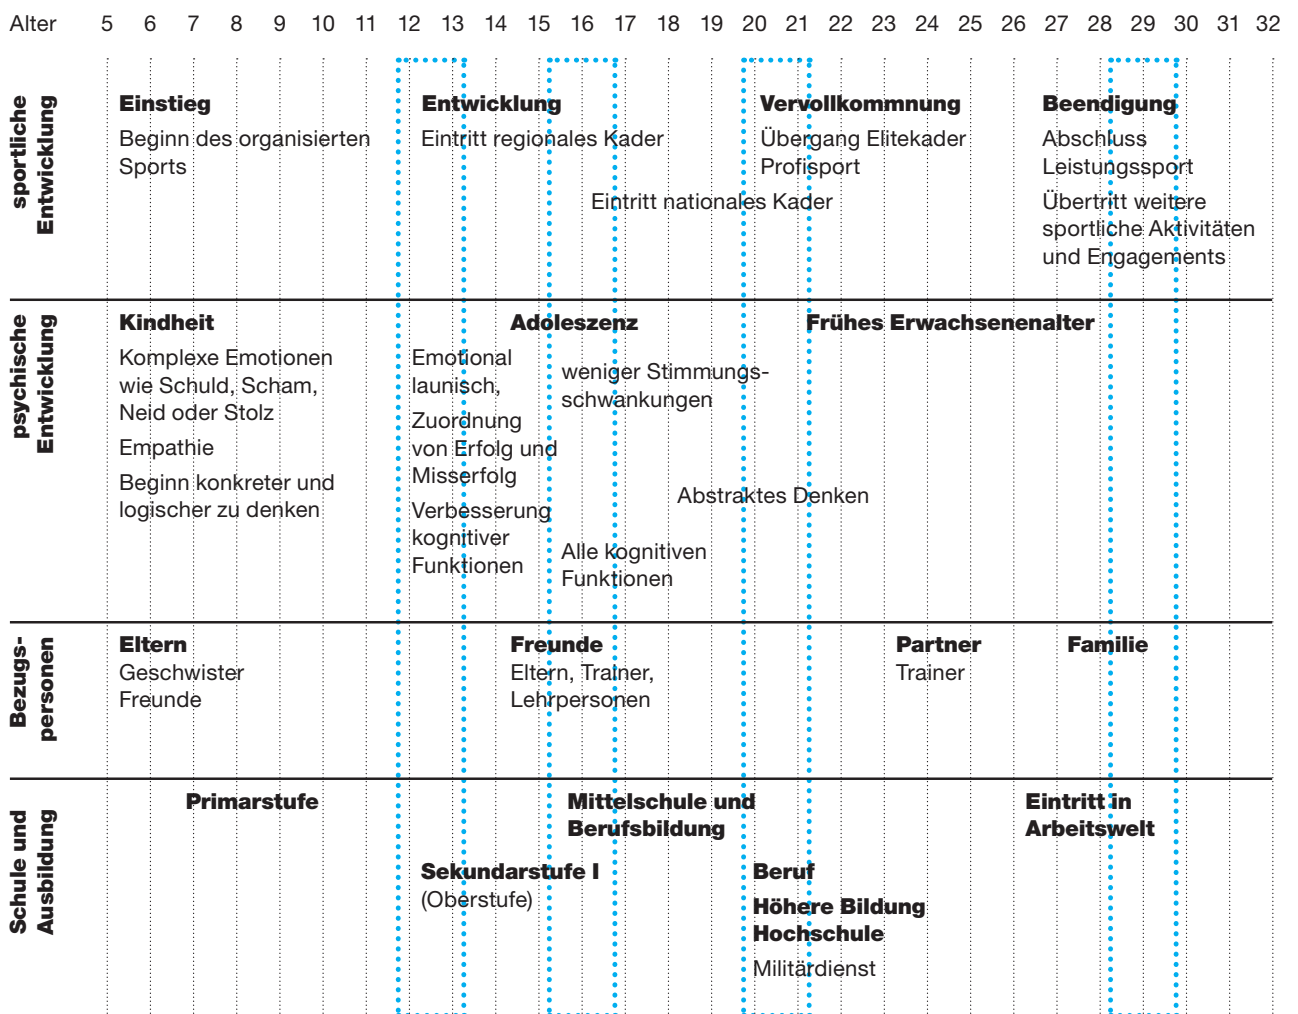 Alter 5 6 7 8 9 10 11 12 13 14 15 16 17 18 19 20 21 22 23 24 25 26 27 28 29 30 31 32
sportliche
Entwicklung
Einstieg
Beginn des organisierten
Sports
Entwicklung
Eintritt regionales Kader
Eintritt nationales Kader
Vervollkommnung
Übergang Elitekader
Profisport
Beendigung
Abschluss
Leistungssport
Übertritt weitere
sportliche Aktivitäten
und Engagements
psychische
Entwicklung
Kindheit
Komplexe Emotionen
wie Schuld, Scham,
Neid oder Stolz
Empathie
Beginn konkreter und
logischer zu denken
Adoleszenz
Emotional
launisch,
Zuordnung
von Erfolg und
Misserfolg
Verbesserung
kognitiver
Funktionen
weniger Stimmungs-
schwankungen
Alle kognitiven
Funktionen
Abstraktes Denken
Frühes Erwachsenenalter
Bezugs-
personen
Eltern
Geschwister
Freunde
Freunde
Eltern, Trainer,
Lehrpersonen
Partner
Trainer
Familie
Schule und
Ausbildung
Primarstufe
Sekundarstufe I
(Oberstufe)
Mittelschule und
Berufsbildung
Beruf
Höhere Bildung
Hochschule
Militärdienst
Eintritt in
Arbeitswelt